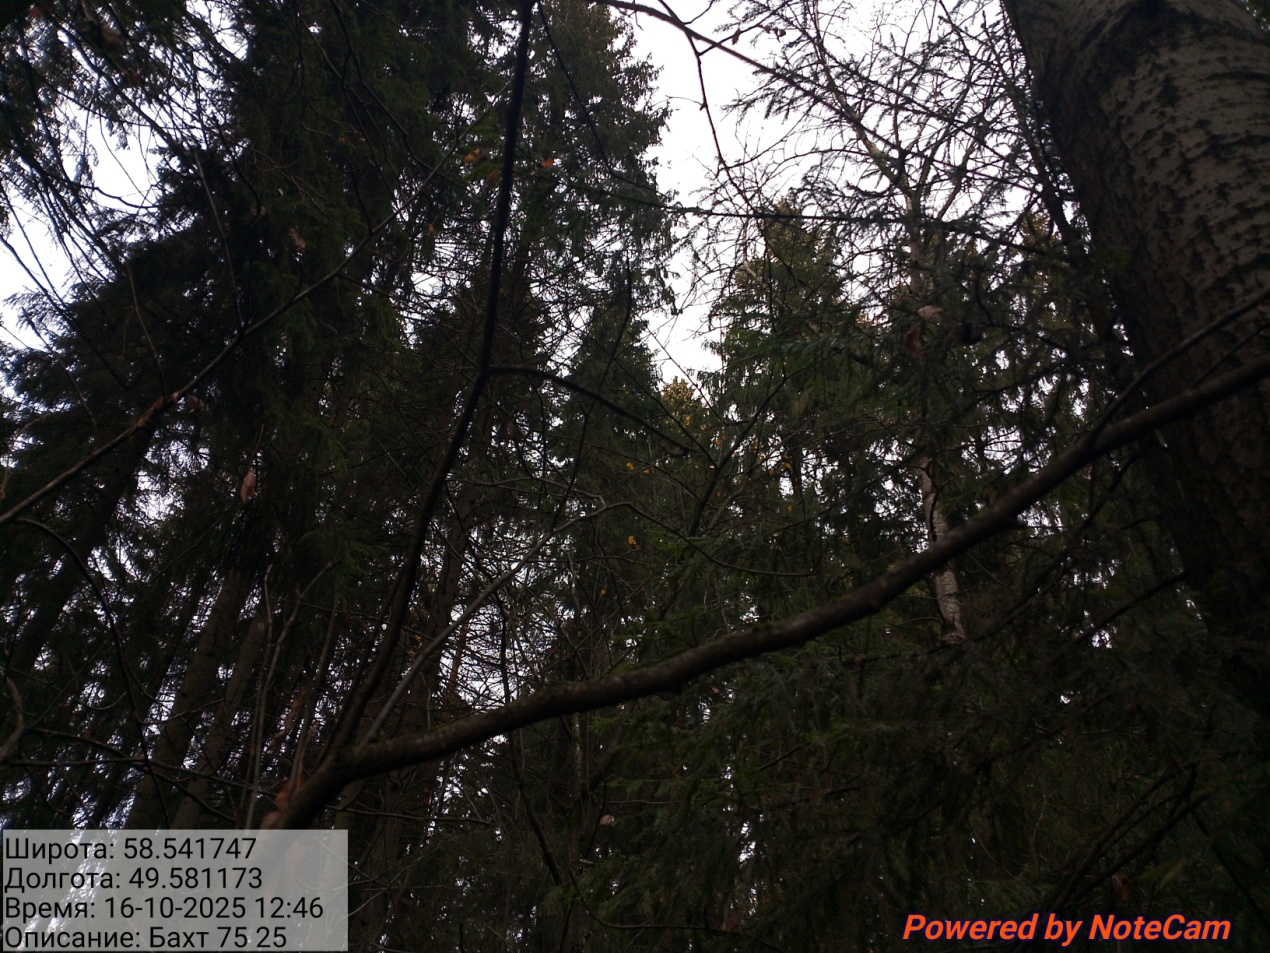 Широта: 58.541747
Долгота: 49.581173
Время: 16-10-2025 12:46
Описание: Бахт 75 25
Powered by NoteCam